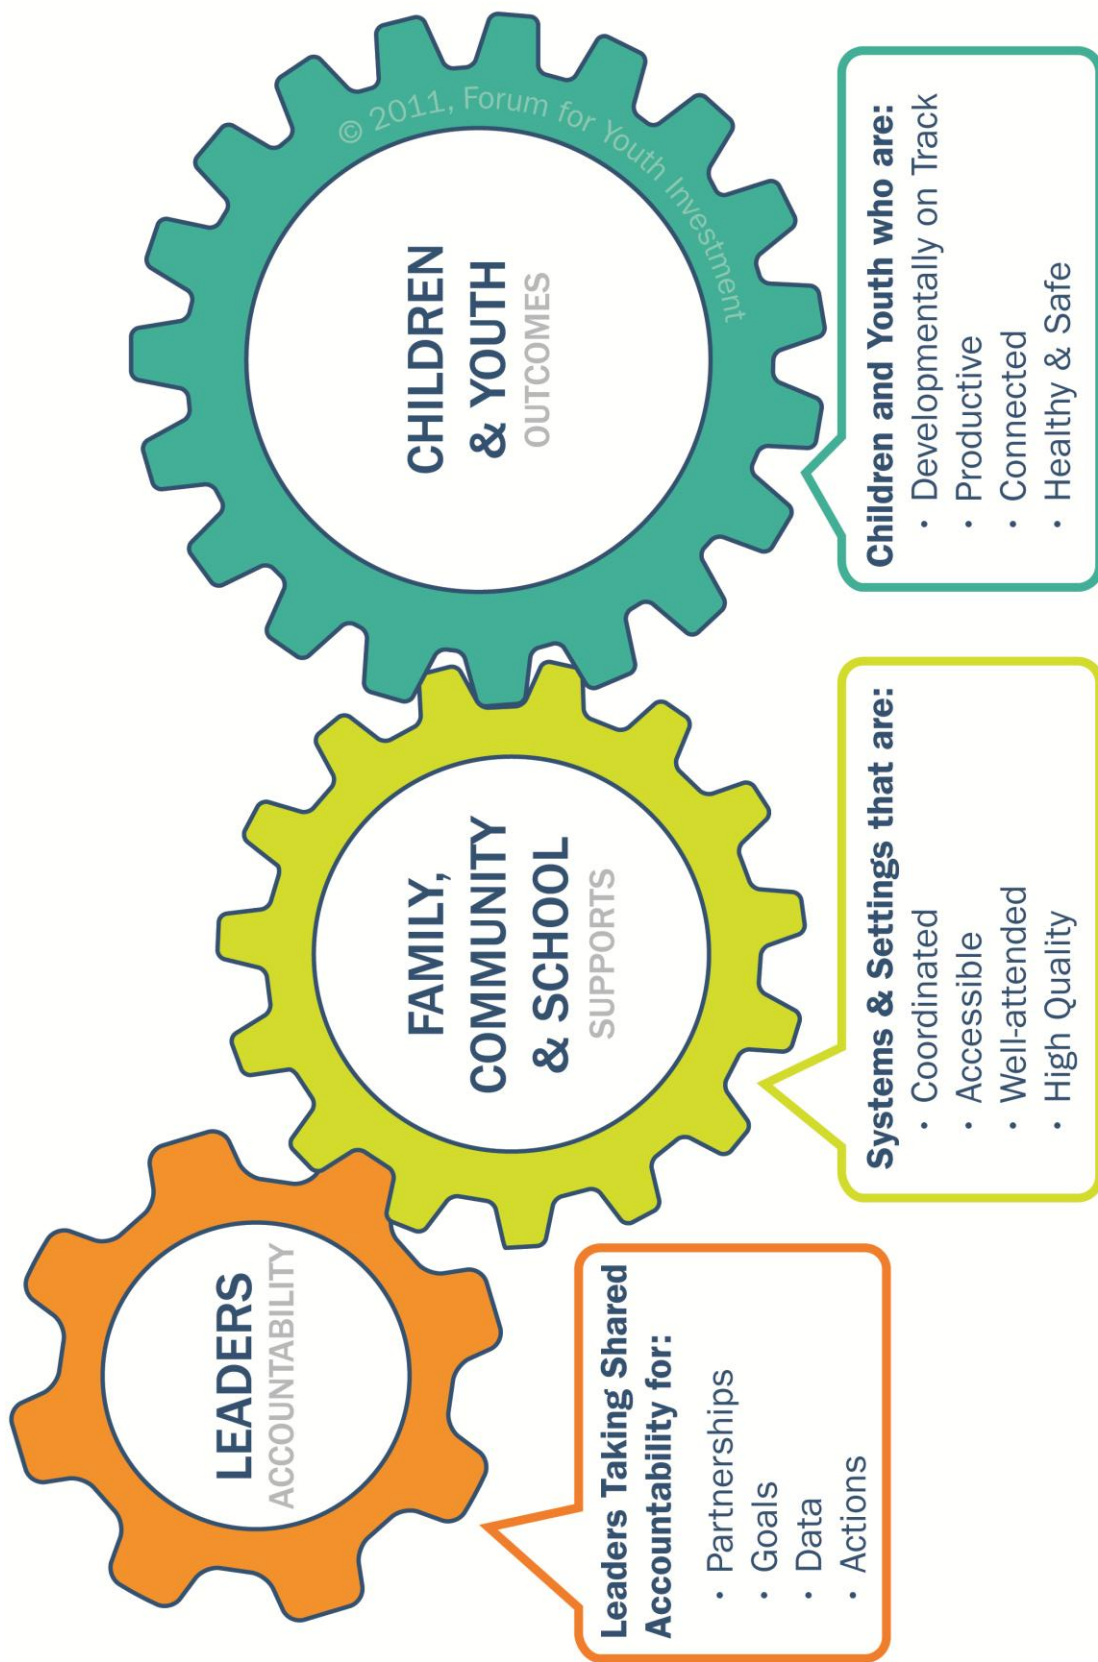 LEADERS
ACCOUNTABILITY
Leaders Taking Shared
Accountability for:
· Partnerships
· Goals
· Data
· Actions
FAMILY,
COMMUNITY
& SCHOOL
SUPPORTS
Systems & Settings that are:
· Coordinated
· Accessible
· Well-attended
· High Quality
CHILDREN
& YOUTH
OUTCOMES
© 2011, Forum for Youth Investment
Children and Youth who are:
· Developmentally on Track
· Productive
· Connected
· Healthy & Safe